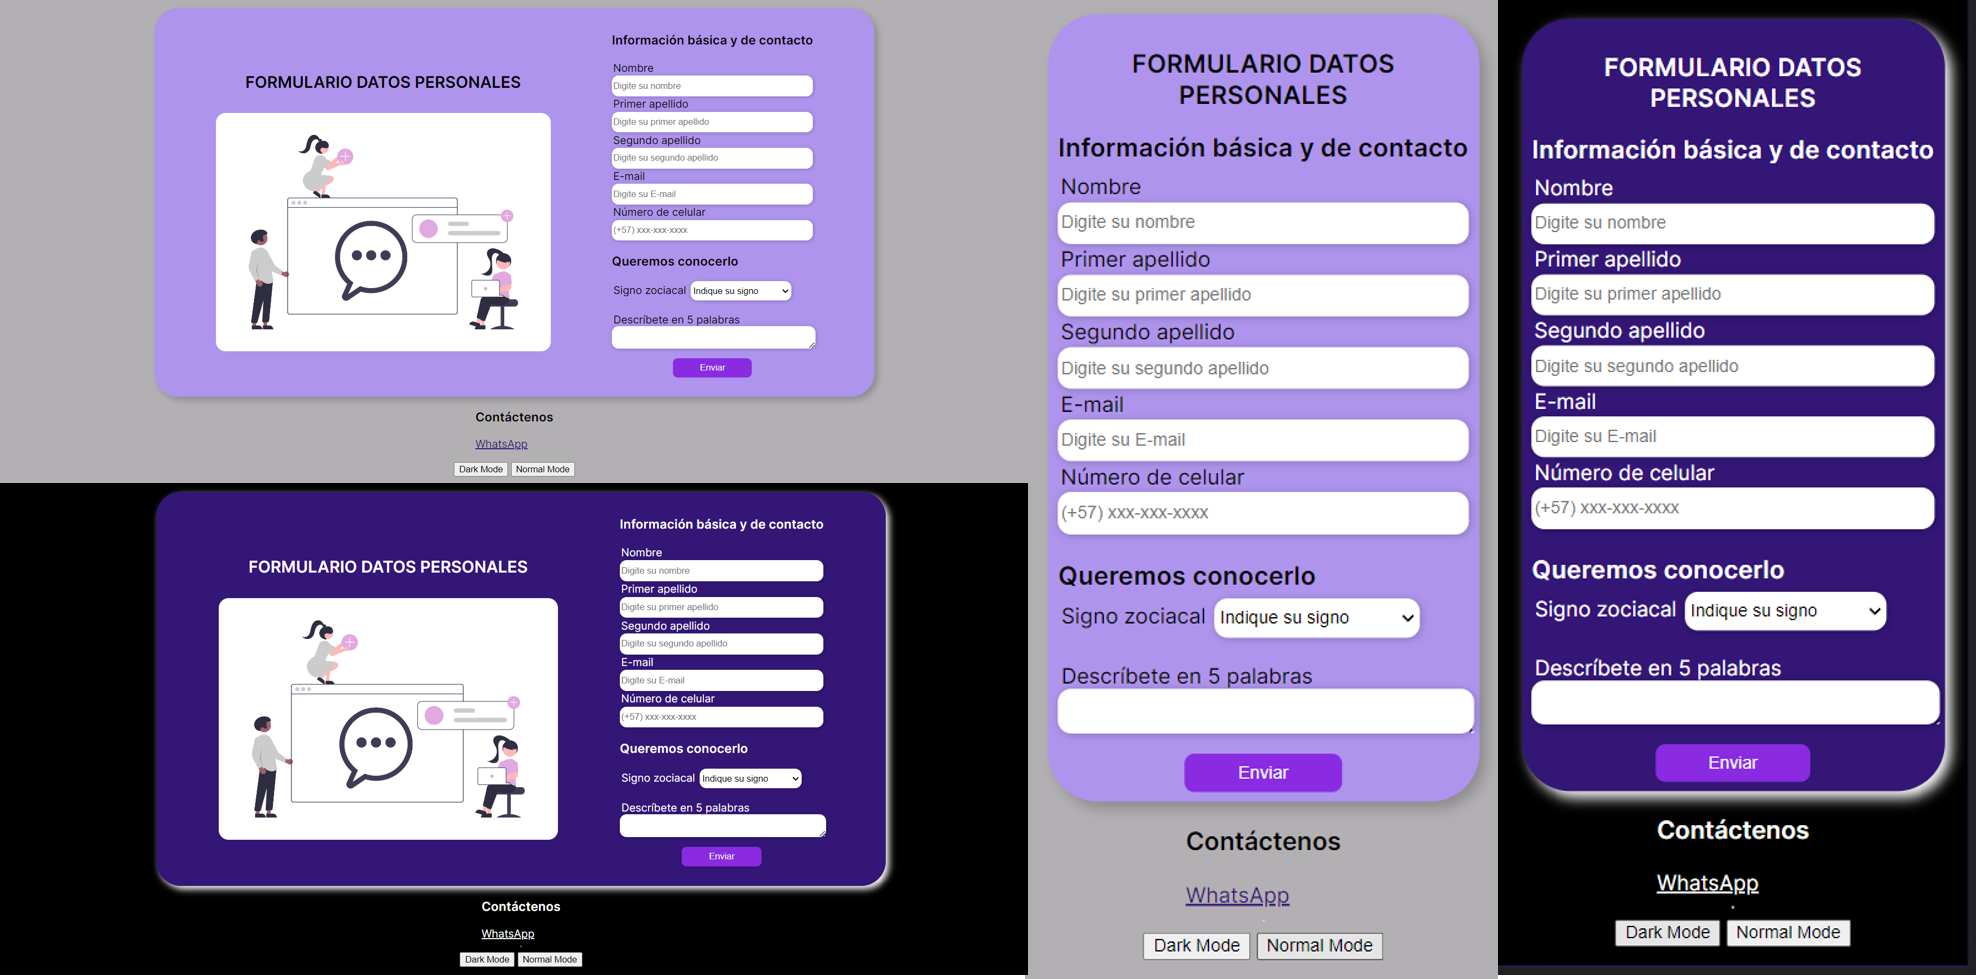 FORMULARIO DATOS PERSONALES
Información básica y de contacto
Nombre
Digite su nombre
Primer apellido
Digite su primer apellido
Segundo apellido
Digite su segundo apellido
E-mail
Digite su E-mail
Número de celular
(+57) xxx-xxx-xxxx
Queremos conocerlo
Signo zociacal Indique su signo
Descríbete en 5 palabras
Enviar
Contáctenos
WhatsApp
Dark Mode Normal Mode
FORMULARIO DATOS PERSONALES
Información básica y de contacto
Nombre
Digite su nombre
Primer apellido
Digite su primer apellido
Segundo apellido
Digite su segundo apellido
E-mail
Digite su E-mail
Número de celular
(+57) xxx-xxx-xxxx
Queremos conocerlo
Signo zociacal Indique su signo
Descríbete en 5 palabras
Enviar
Contáctenos
WhatsApp
Dark Mode Normal Mode
FORMULARIO DATOS
PERSONALES
Información básica y de contacto
Nombre
Digite su nombre
Primer apellido
Digite su primer apellido
Segundo apellido
Digite su segundo apellido
E-mail
Digite su E-mail
Número de celular
(+57) xxx-xxx-xxxx
Queremos conocerlo
Signo zociacal Indique su signo
Descríbete en 5 palabras
Enviar
Contáctenos
WhatsApp
Dark Mode Normal Mode
FORMULARIO DATOS
PERSONALES
Información básica y de contacto
Nombre
Digite su nombre
Primer apellido
Digite su primer apellido
Segundo apellido
Digite su segundo apellido
E-mail
Digite su E-mail
Número de celular
(+57) xxx-xxx-xxxx
Queremos conocerlo
Signo zociacal Indique su signo
Descríbete en 5 palabras
Enviar
Contáctenos
WhatsApp
Dark Mode Normal Mode